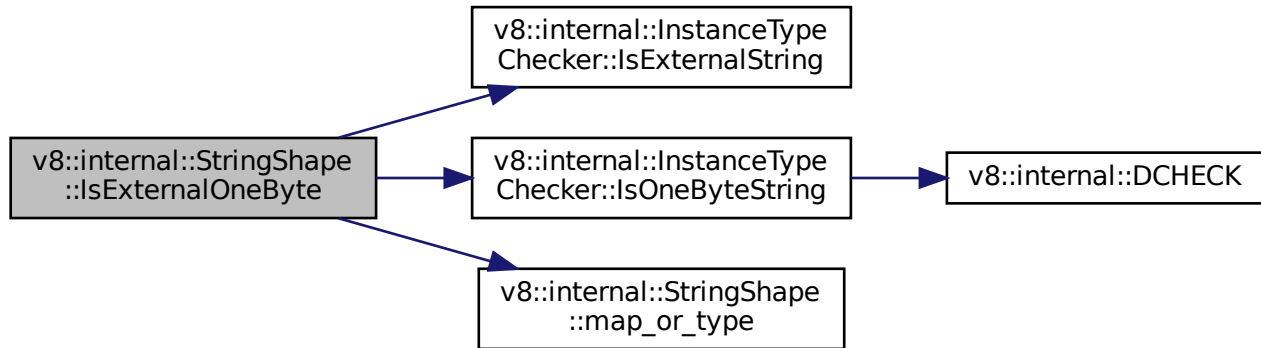 v8::internal::InstanceType
Checker::IsExternalString
v8::internal::StringShape
::IsExternalOneByte
v8::internal::InstanceType
Checker::IsOneByteString
v8::internal::DCHECK
v8::internal::StringShape
::map_or_type